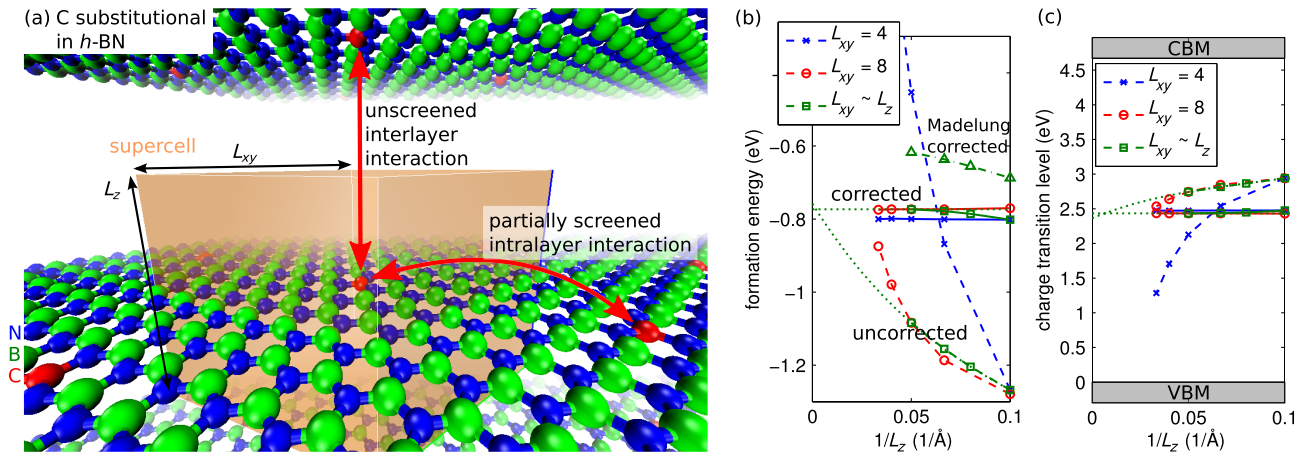 (a) C substitutional
in h-BN
unscreened
interlayer
interaction
supercell
Lxy
Lz
partially screened
intralayer interaction
N
B
C
(b)
Lxy = 4
Lxy = 8
Lxy ~ Lz
Madelung
corrected
corrected
uncorrected
formation energy (eV)
−0.6
−0.8
−1
−1.2
0
0.05
0.1
1/Lz (1/Å)
(c)
CBM
Lxy = 4
Lxy = 8
Lxy ~ Lz
charge transition level (eV)
4.5
4
3.5
3
2.5
2
1.5
1
0.5
0
VBM
0
0.05
0.1
1/Lz (1/Å)